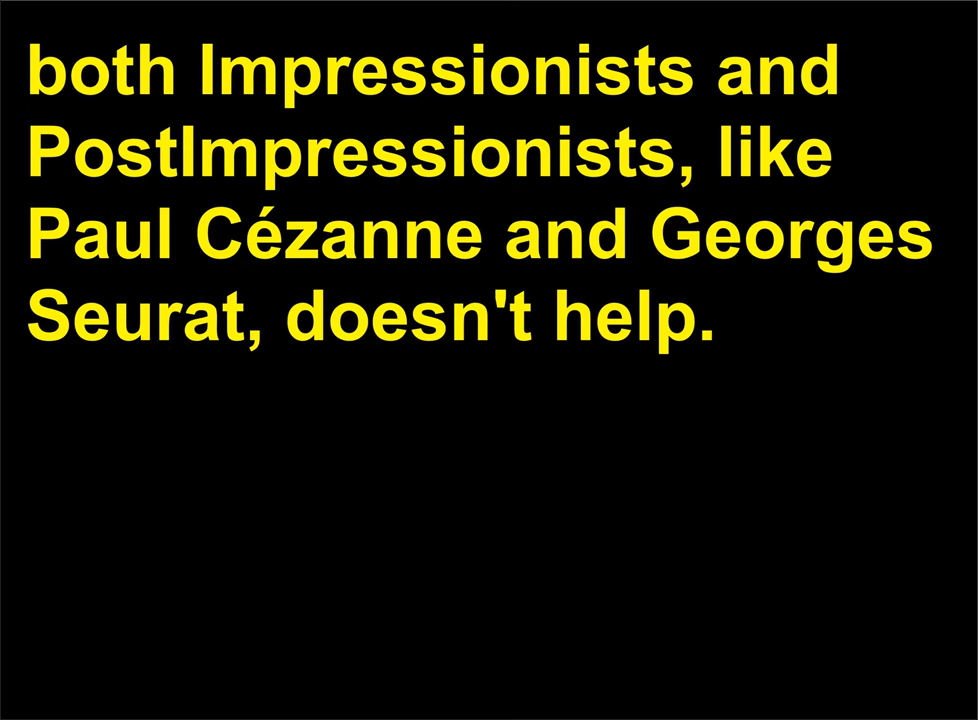 both Impressionists and
PostImpressionists, like
Paul Cézanne and Georges
Seurat, doesn't help.